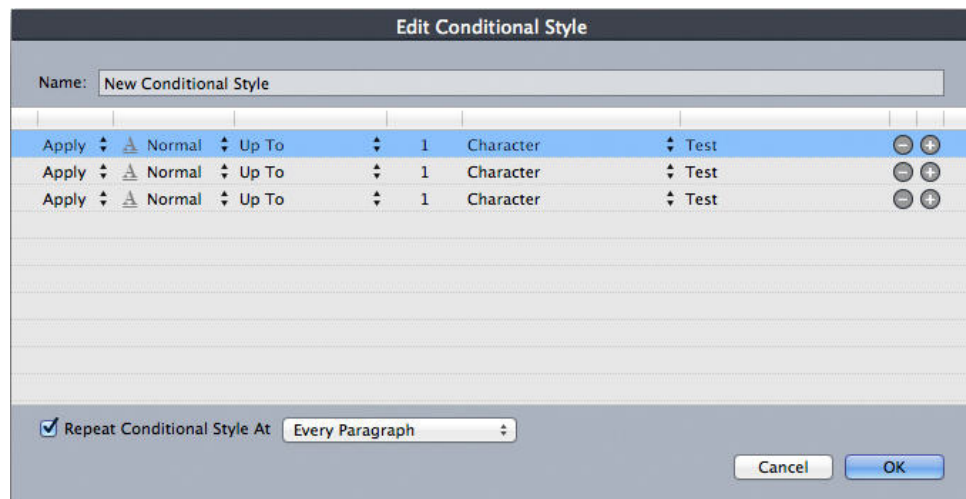 Edit Conditional Style
Name: New Conditional Style
Apply A Normal Up To 1 Character Test
Apply A Normal Up To 1 Character Test
Apply A Normal Up To 1 Character Test
Repeat Conditional Style At Every Paragraph
Cancel OK